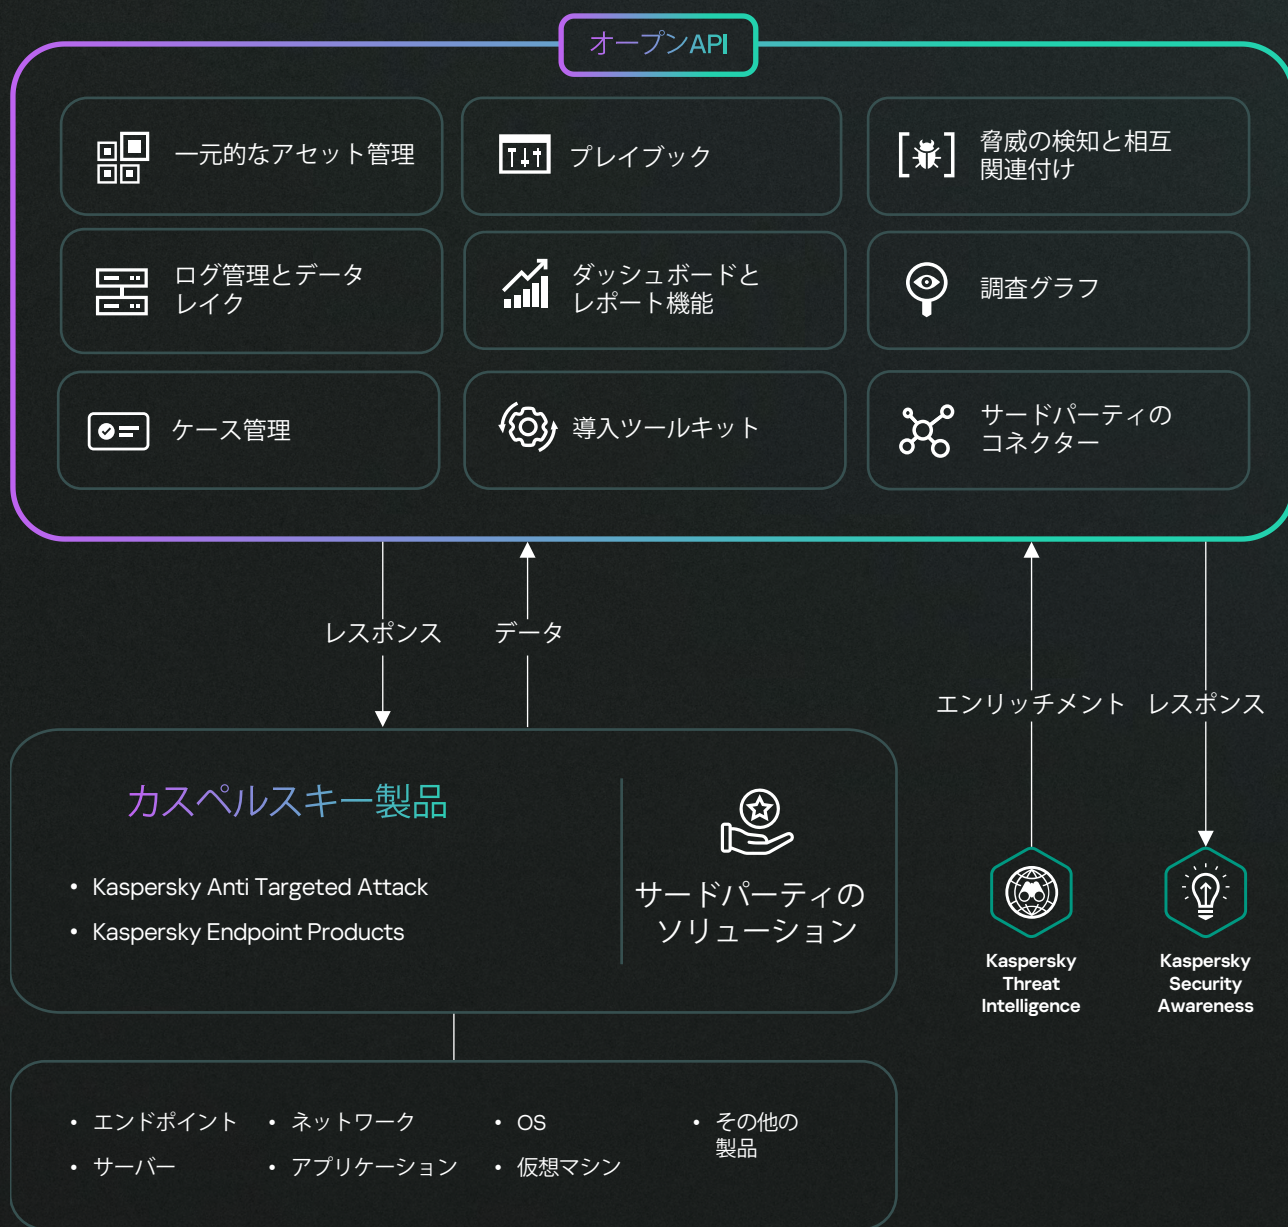 オープンAPI
一元的なアセット管理
プレイブック
脅威の検知と相互
関連付け
ログ管理とデータ
レイク
ダッシュボードと
レポート機能
調査グラフ
ケース管理
導入ツールキット
サードパーティの
コネクター
レスポンス
データ
エンリッチメント
レスポンス
カスペルスキー製品
• Kaspersky Anti Targeted Attack
• Kaspersky Endpoint Products
サードパーティの
ソリューション
Kaspersky
Threat
Intelligence
Kaspersky
Security
Awareness
• エンドポイント
• サーバー
• ネットワーク
• アプリケーション
• OS
• 仮想マシン
• その他の
製品